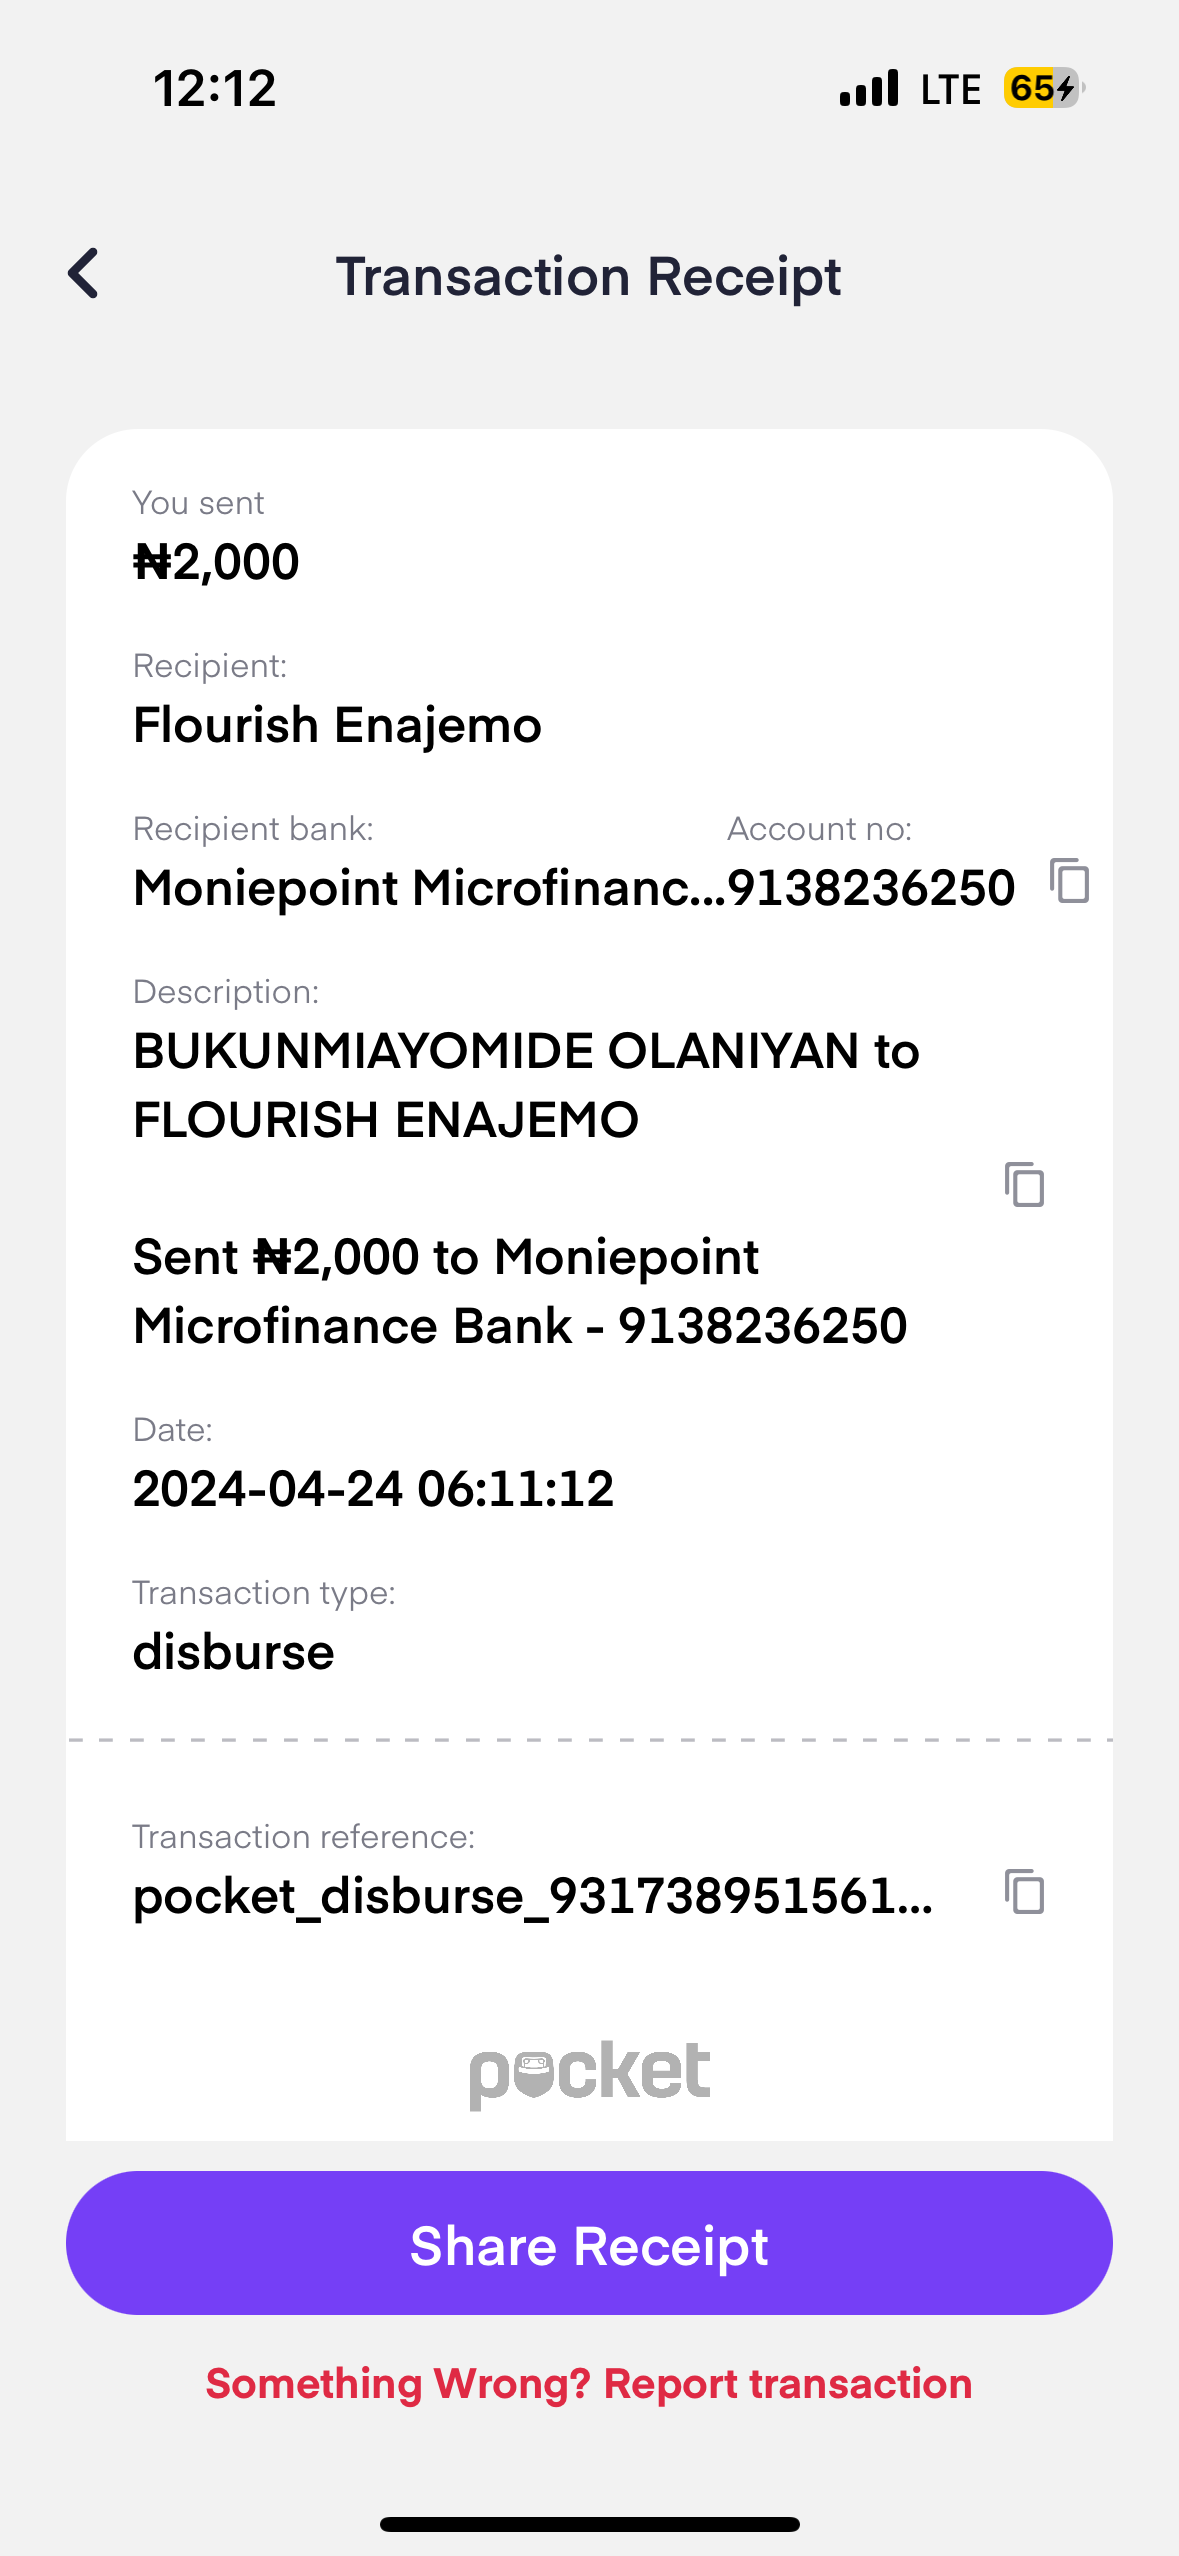 12:12
LTE
65
Transaction Receipt
You sent
₦2,000
Recipient:
Flourish Enajemo
Recipient bank:
Account no:
Moniepoint Microfinanc...
9138236250
Description:
BUKUNMIAYOMIDE OLANIYAN to
FLOURISH ENAJEMO
Sent ₦2,000 to Moniepoint
Microfinance Bank - 9138236250
Date:
2024-04-24 06:11:12
Transaction type:
disburse
Transaction reference:
pocket_disburse_931738951561...
pocket
Share Receipt
Something Wrong? Report transaction